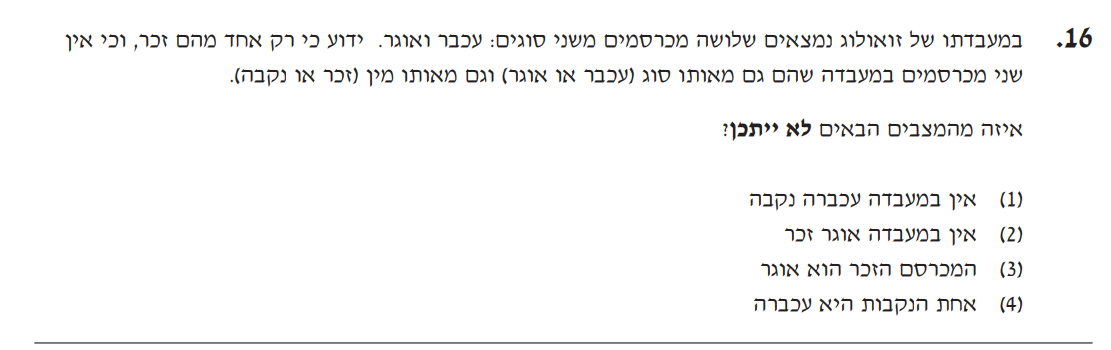 16. במעבדתו של זואולוג נמצאים שלושה מכרסמים משני סוגים: עכבר ואוגר. ידוע כי רק אחד מהם זכר, וכי אין
שני מכרסמים במעבדה שהם גם מאותו סוג (עכבר או אוגר) וגם מאותו מין (זכר או נקבה).
איזה מהמצבים הבאים לא ייתכן?
(1) אין במעבדה עכברה נקבה
(2) אין במעבדה אוגר זכר
(3) המכרסם הזכר הוא אוגר
(4) אחת הנקבות היא עכברה